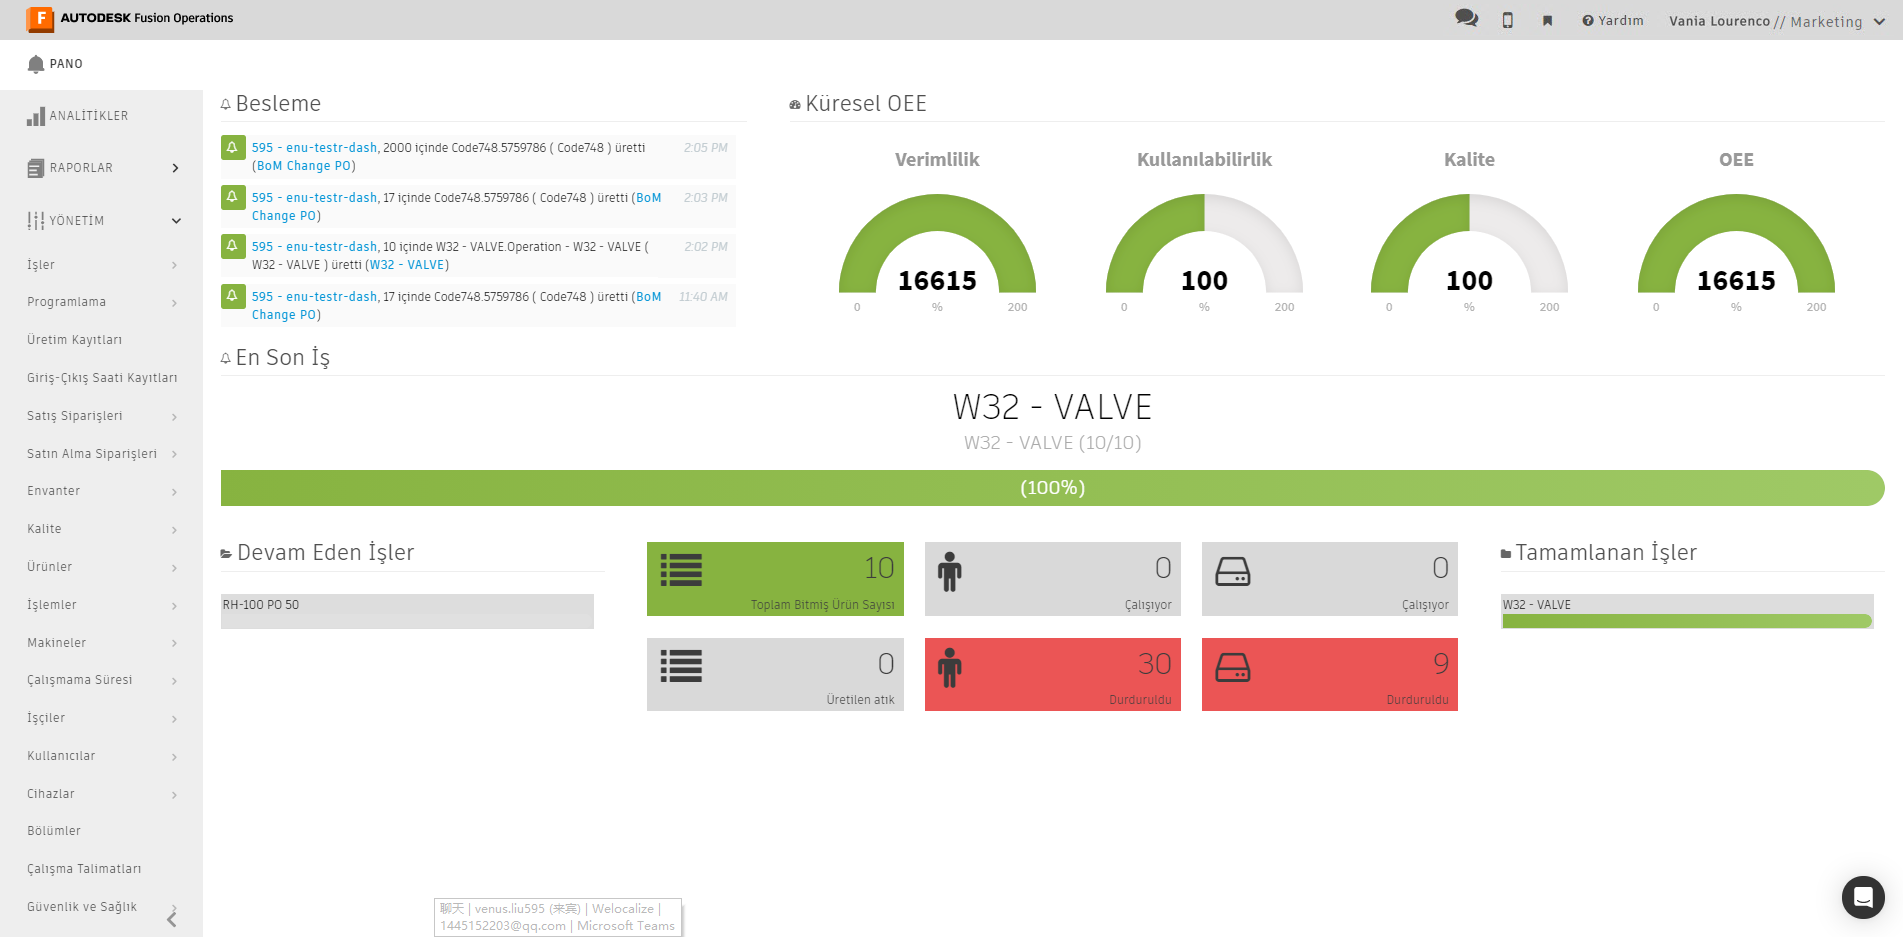 AUTODESK Fusion Operations
Yardım
Vania Lourenco // Marketing
PANO
ANALİTİKLER
RAPORLAR
YÖNETİM
İşler
Programlama
Üretim Kayıtları
Giriş-Çıkış Saati Kayıtları
Satış Siparişleri
Satın Alma Siparişleri
Envanter
Kalite
Ürünler
İşlemler
Makineler
Çalışmama Süresi
İşçiler
Kullanıcılar
Cihazlar
Bölümler
Çalışma Talimatları
Güvenlik ve Sağlık
Besleme
595 - enu-testr-dash, 2000 içinde Code748.5759786 ( Code748 ) üretti 2:05 PM
(BoM Change PO)
595 - enu-testr-dash, 17 içinde Code748.5759786 ( Code748 ) üretti (BoM 2:03 PM
Change PO)
595 - enu-testr-dash, 10 içinde W32 - VALVE.Operation - W32 - VALVE ( 2:02 PM
W32 - VALVE ) üretti (W32 - VALVE)
595 - enu-testr-dash, 17 içinde Code748.5759786 ( Code748 ) üretti (BoM 11:40 AM
Change PO)
Küresel OEE
Verimlilik
16615
0 % 200
Kullanılabilirlik
100
0 % 200
Kalite
100
0 % 200
OEE
16615
0 % 200
En Son İş
W32 - VALVE
W32 - VALVE (10/10)
(100%)
Devam Eden İşler
RH-100 PO 50
10
Toplam Bitmiş Ürün Sayısı
0
Çalışıyor
0
Çalışıyor
0
Üretilen atık
30
Durduruldu
9
Durduruldu
Tamamlanan İşler
W32 - VALVE
聊天 | venus.liu595 (来宾) | Welocalize |
1445152203@qq.com | Microsoft Teams